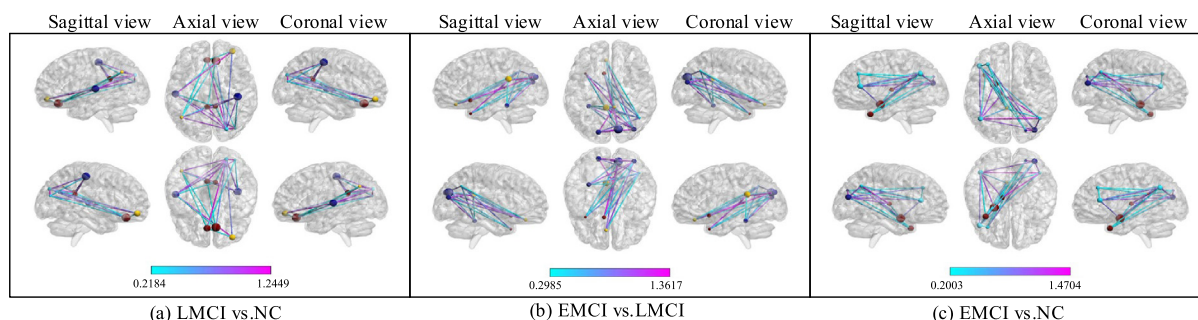 Sagittal view Axial view Coronal view Sagittal view Axial view Coronal view Sagittal view Axial view Coronal view
0.2184 1.2449 0.2985 1.3617 0.2003 1.4704
(a) LMCI vs.NC (b) EMCI vs.LMCI (c) EMCI vs.NC